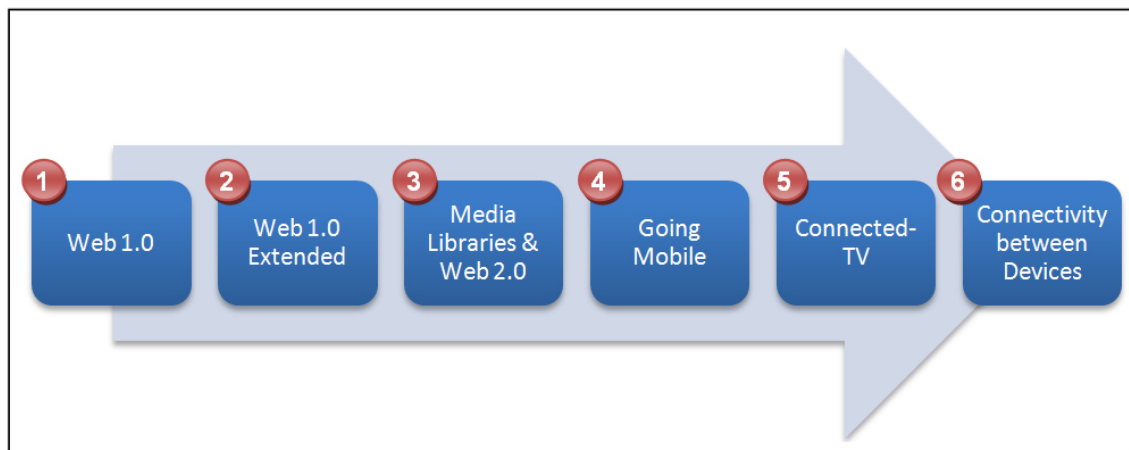 1
Web 1.0
2
Web 1.0
Extended
3
Media
Libraries &
Web 2.0
4
Going
Mobile
5
Connected-
TV
6
Connectivity
between
Devices